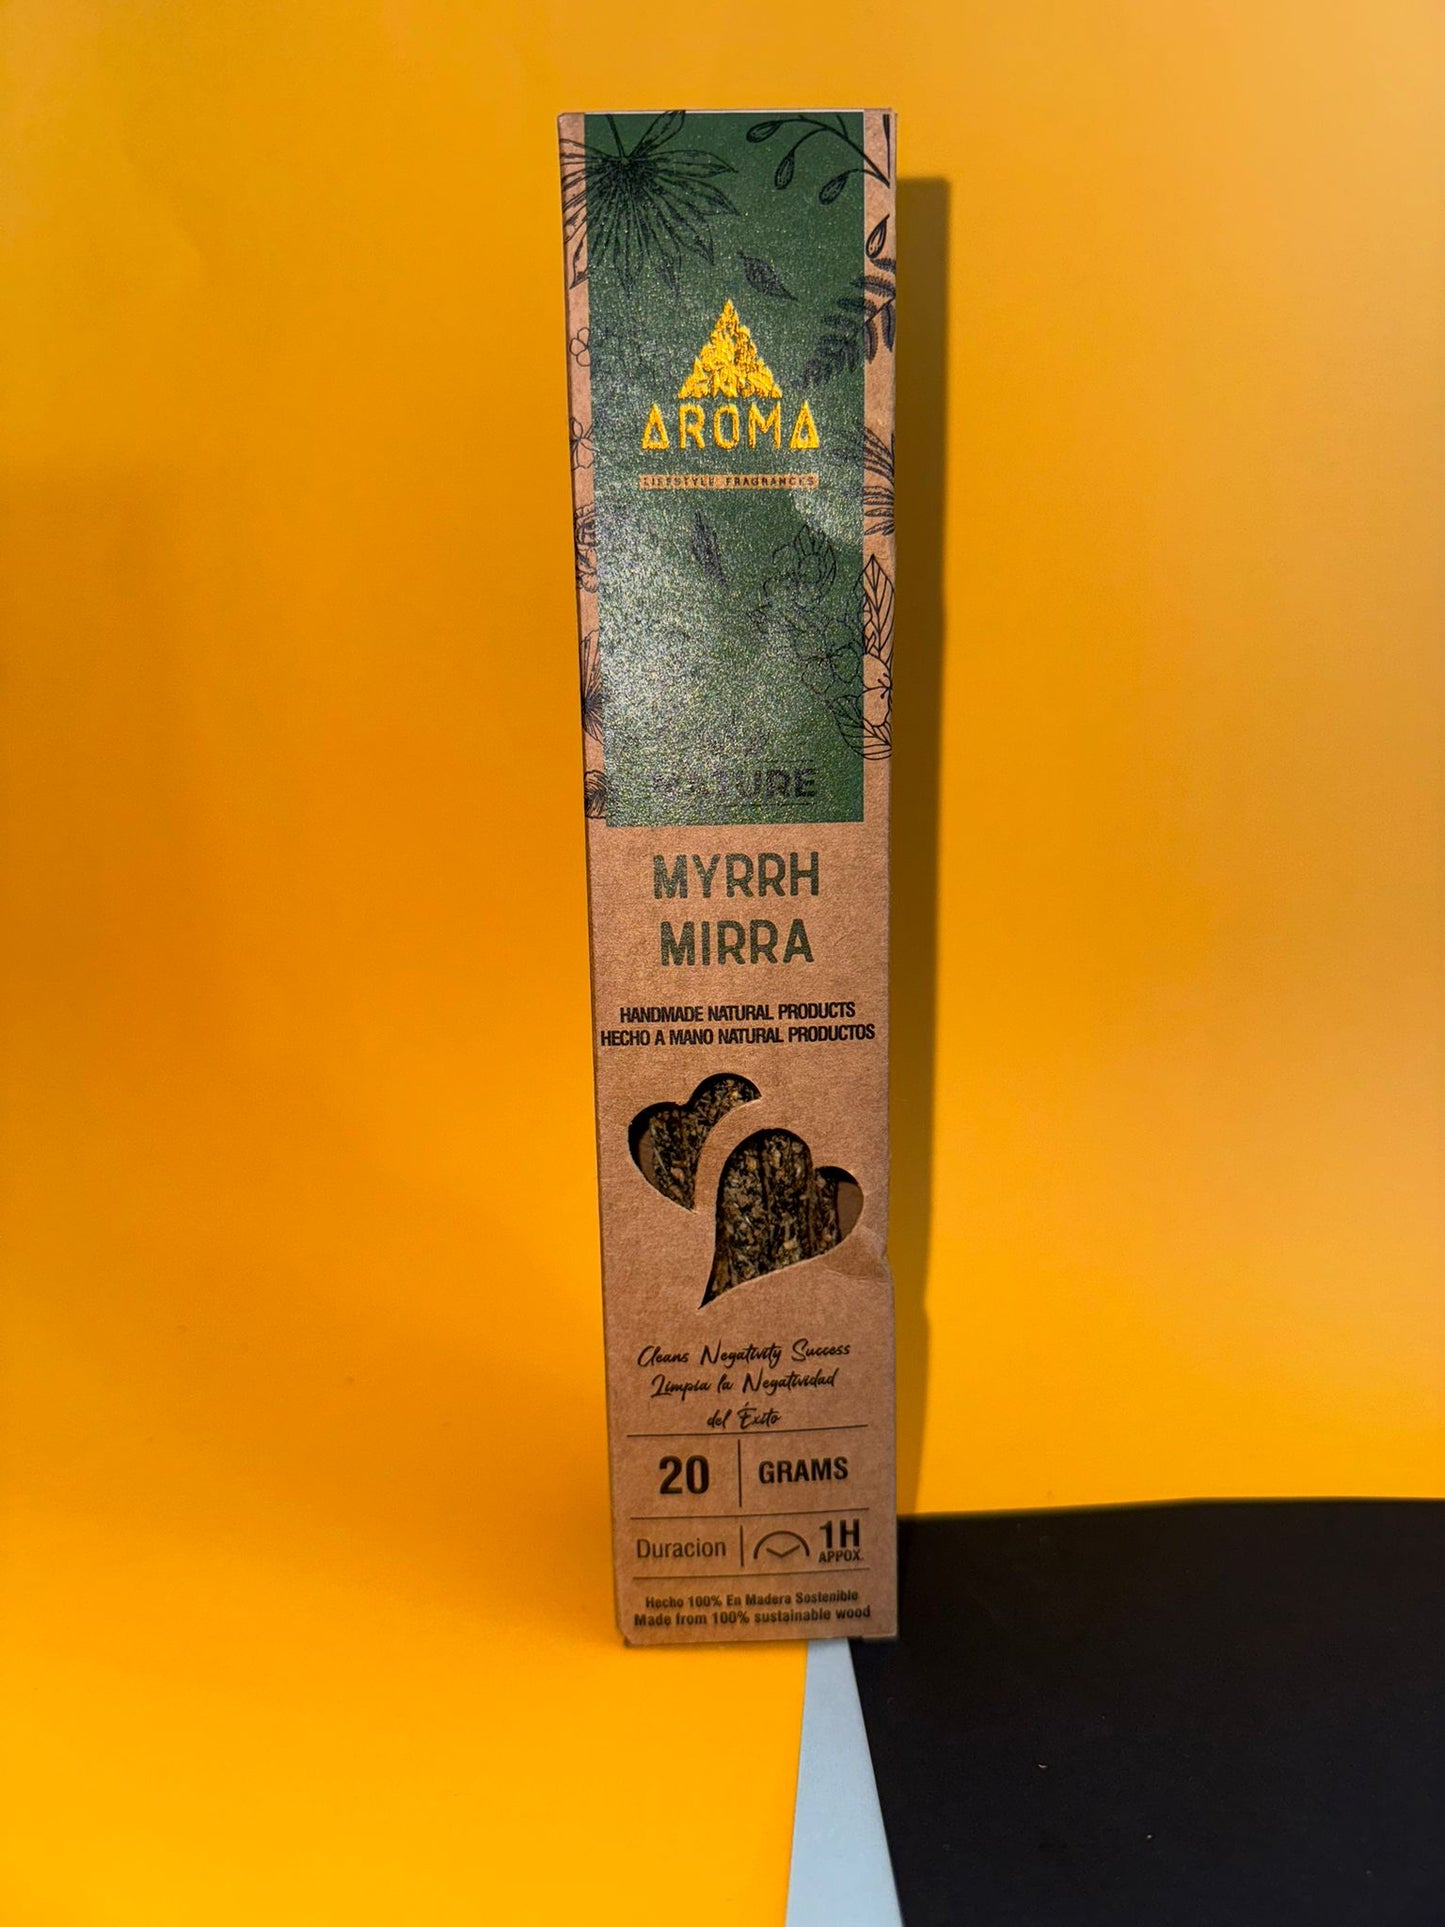 AROMA
LIFESTYLE FRAGRANCES
NATURE
MYRRH
MIRRA
HANDMADE NATURAL PRODUCTS
HECHO A MANO NATURAL PRODUCTOS
Cleans Negativity Success
Limpia la Negatividad
del Éxito
20 GRAMS
Duracion 1H
APPOX.
Hecho 100% En Madera Sostenible
Made from 100% sustainable wood